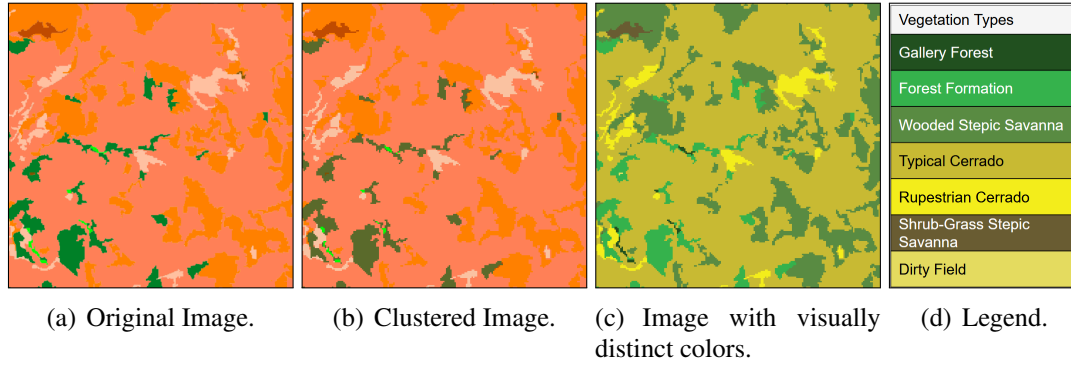 Vegetation Types
Gallery Forest
Forest Formation
Wooded Stepic Savanna
Typical Cerrado
Rupestrian Cerrado
Shrub-Grass Stepic
Savanna
Dirty Field
(a) Original Image.
(b) Clustered Image.
(c) Image with visually
distinct colors.
(d) Legend.